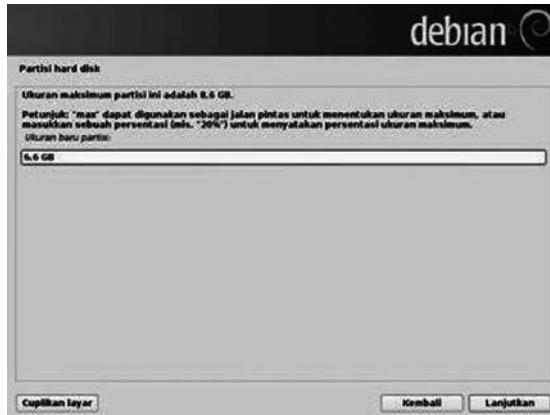 debian
Partisi hard disk
Ukuran maksimum partisi ini adalah 8.6 GB.
Petunjuk: "max" dapat digunakan sebagai jalan pintas untuk menentukan ukuran maksimum, atau
masukkan sebuah persentasi (mis. "20%") untuk menyatakan persentasi ukuran maksimum.
Ukuran baru partisi:
6.6 GB
Cuplikan layar
Kembali
Lanjutkan